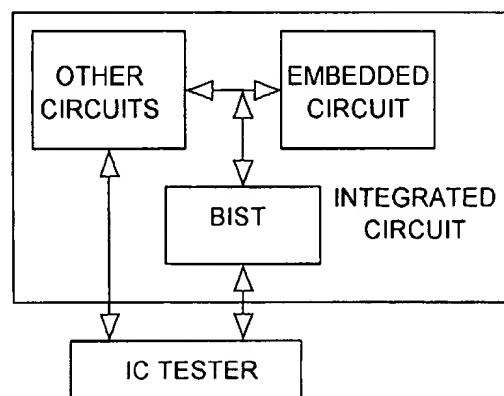 OTHER
CIRCUITS
EMBEDDED
CIRCUIT
BIST
INTEGRATED
CIRCUIT
IC TESTER